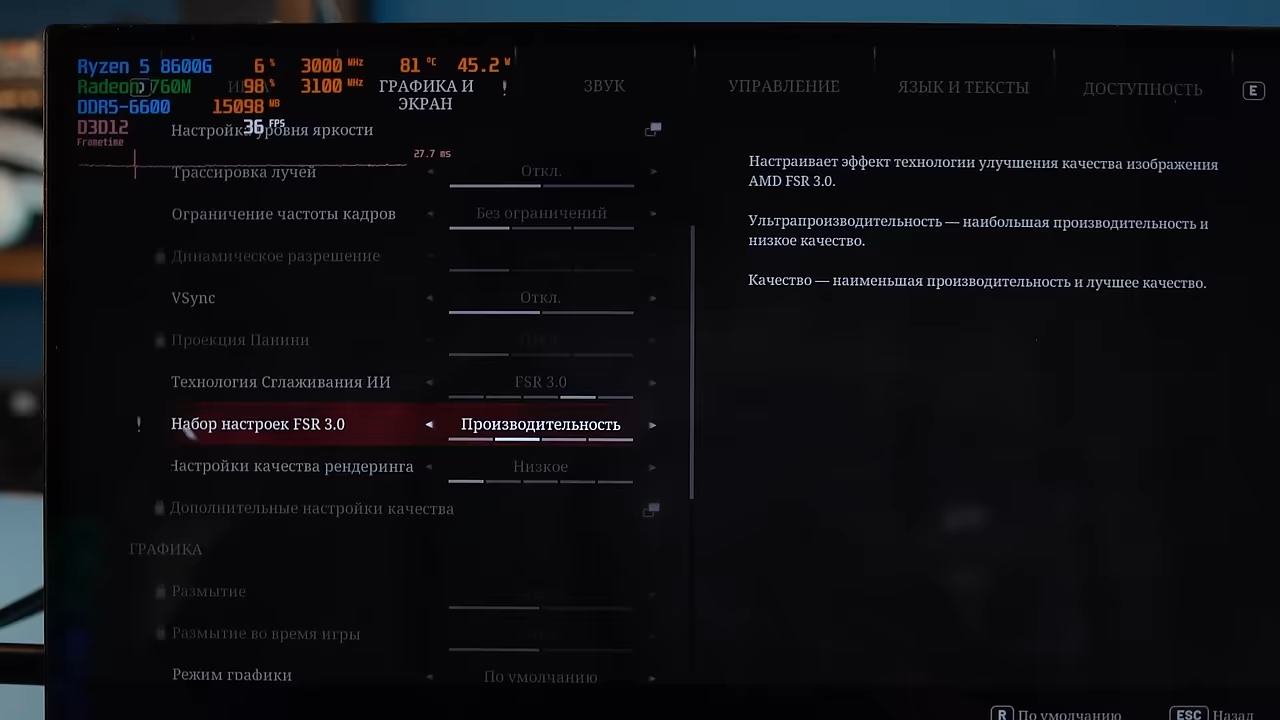 Ryzen 5 8600G 6 % 3000 MHz 81 °C 45.2 W
Radeon 760M 98 % 3100 MHz
DDR5-6600 15098 MB
D3D12 36 FPS
Frametime
27.7 ms
ГРАФИКА И
ЭКРАН
ЗВУК
УПРАВЛЕНИЕ
ЯЗЫК И ТЕКСТЫ
ДОСТУПНОСТЬ
E
Настройка уровня яркости
Трассировка лучей Откл.
Ограничение частоты кадров Без ограничений
Динамическое разрешение
VSync Откл.
Проекция Панини
Технология Сглаживания ИИ FSR 3.0
! Набор настроек FSR 3.0 Производительность
Настройки качества рендеринга Низкое
Дополнительные настройки качества
ГРАФИКА
Размытие
Размытие во время игры
Режим графики По умолчанию
Настраивает эффект технологии улучшения качества изображения
AMD FSR 3.0.
Ультрапроизводительность — наибольшая производительность и
низкое качество.
Качество — наименьшая производительность и лучшее качество.
R По умолчанию ESC Назад